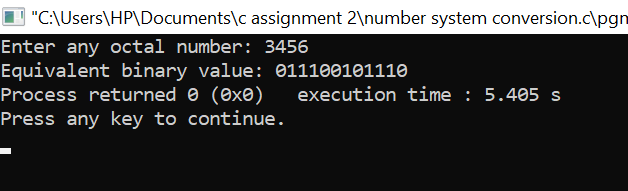 "C:\Users\HP\Documents\c assignment 2\number system conversion.c\pgn
Enter any octal number: 3456
Equivalent binary value: 011100101110
Process returned 0 (0x0)   execution time : 5.405 s
Press any key to continue.